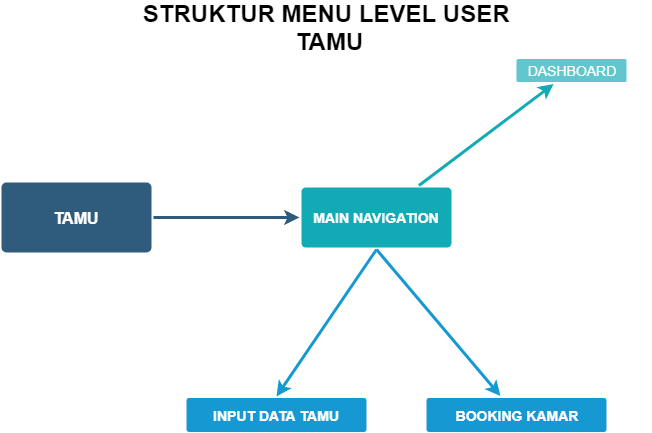 STRUKTUR MENU LEVEL USER
TAMU
DASHBOARD
TAMU
MAIN NAVIGATION
INPUT DATA TAMU
BOOKING KAMAR